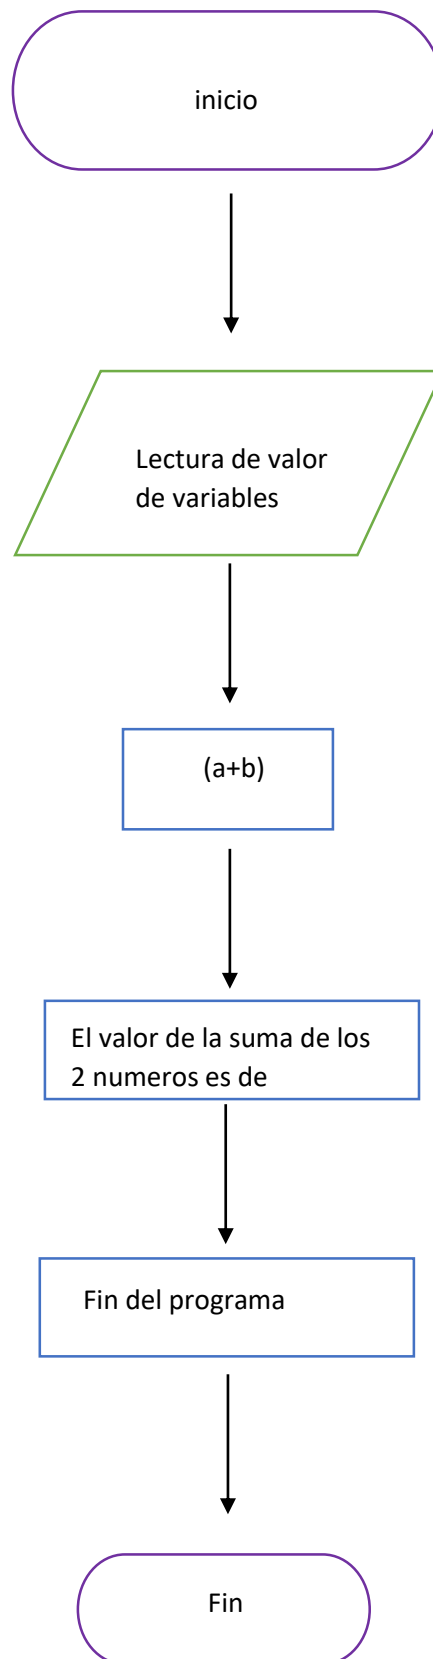 inicio
Lectura de valor
de variables
(a+b)
El valor de la suma de los
2 numeros es de
Fin del programa
Fin